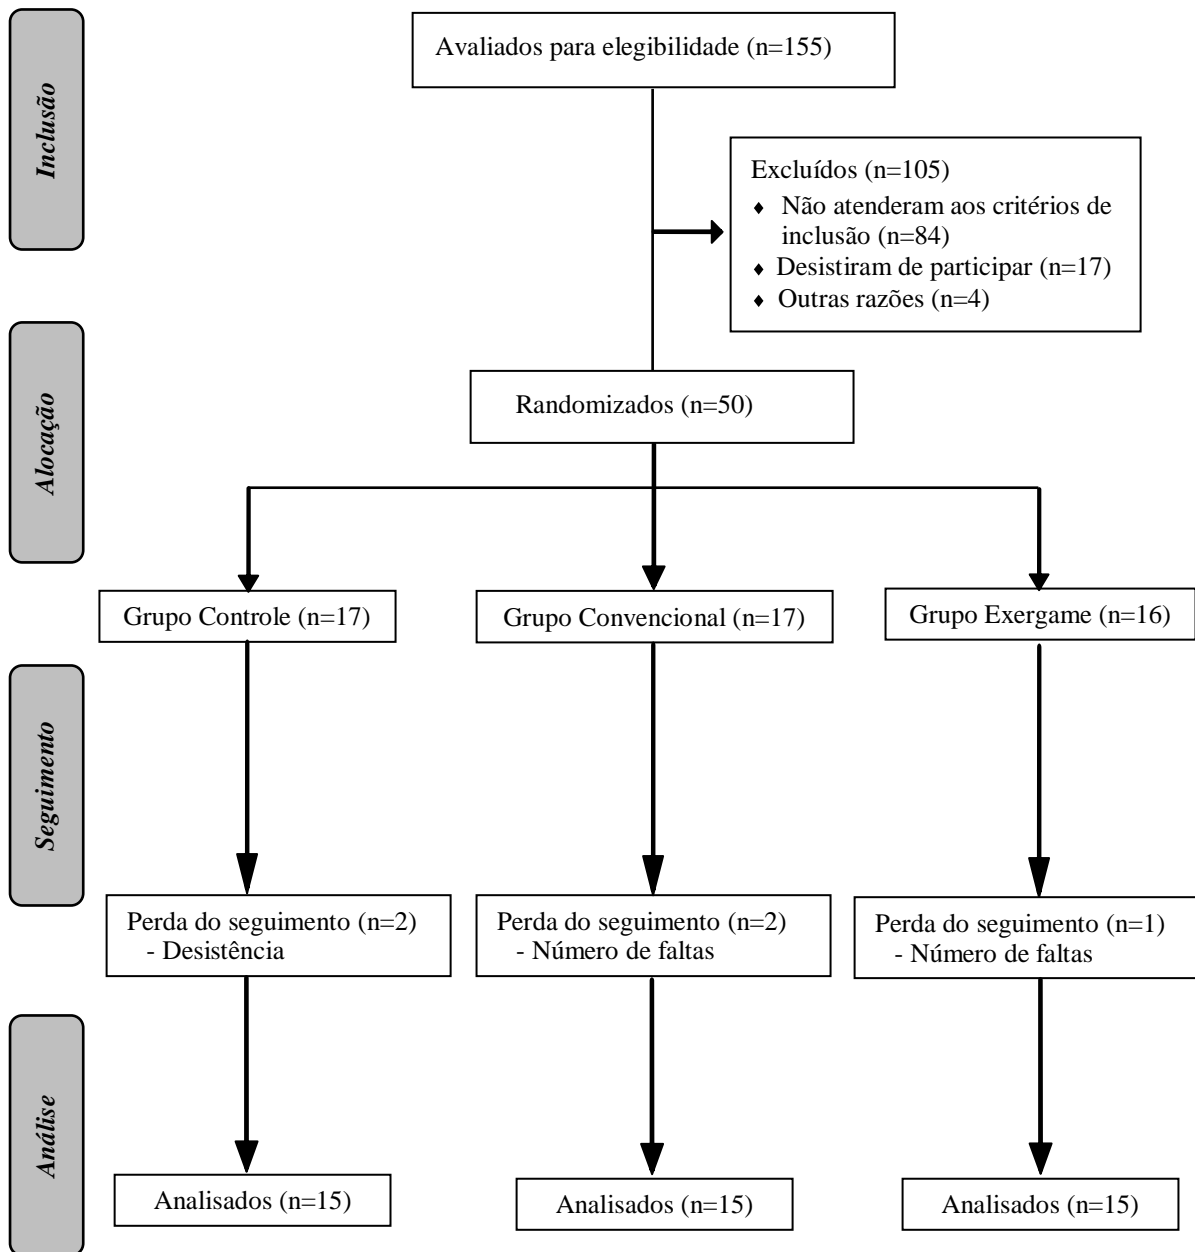 Inclusão
Avaliados para elegibilidade (n=155)
Excluídos (n=105)
♦ Não atenderam aos critérios de
inclusão (n=84)
♦ Desistiram de participar (n=17)
♦ Outras razões (n=4)
Alocação
Randomizados (n=50)
Grupo Controle (n=17)
Grupo Convencional (n=17)
Grupo Exergame (n=16)
Seguimento
Perda do seguimento (n=2)
- Desistência
Perda do seguimento (n=2)
- Número de faltas
Perda do seguimento (n=1)
- Número de faltas
Análise
Analisados (n=15)
Analisados (n=15)
Analisados (n=15)